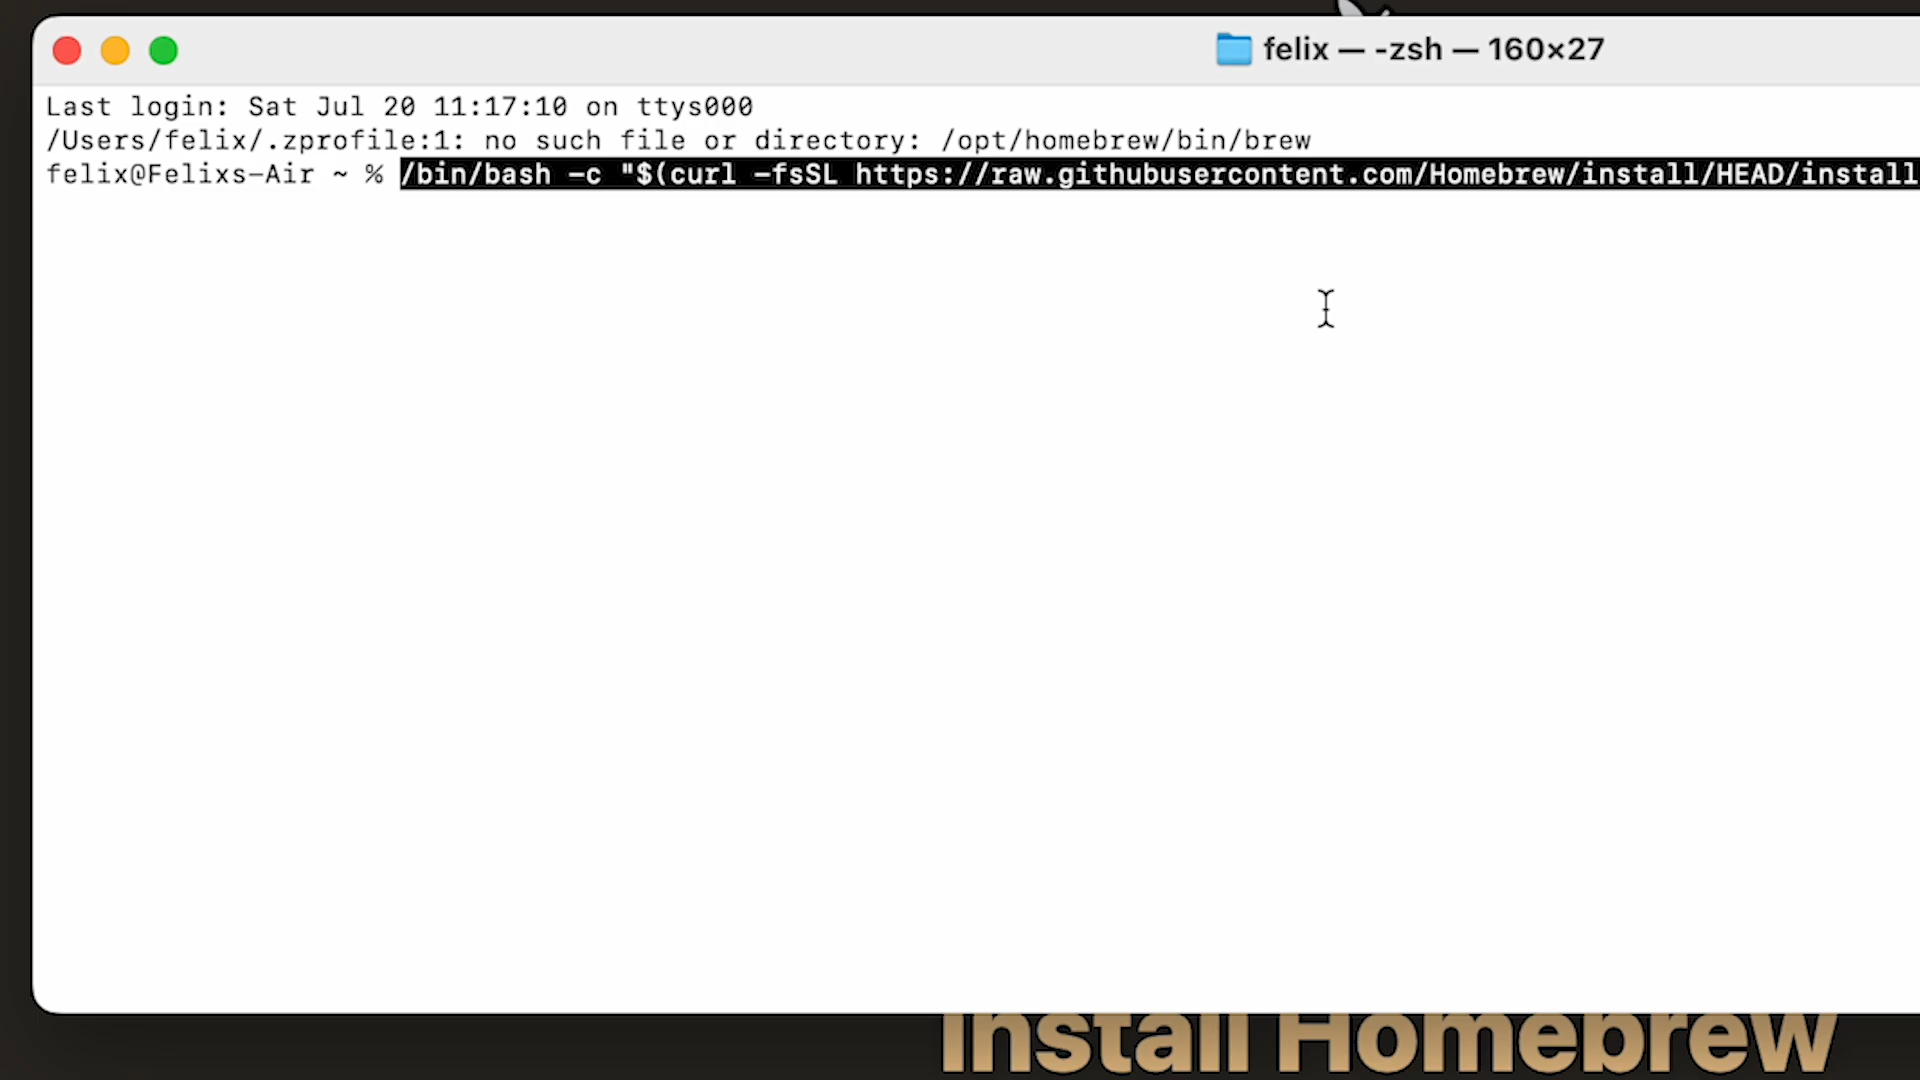 felix — -zsh — 160×27
Last login: Sat Jul 20 11:17:10 on ttys000
/Users/felix/.zprofile:1: no such file or directory: /opt/homebrew/bin/brew
felix@Felixs-Air ~ % /bin/bash -c "$(curl -fsSL https://raw.githubusercontent.com/Homebrew/install/HEAD/install
Install Homebrew